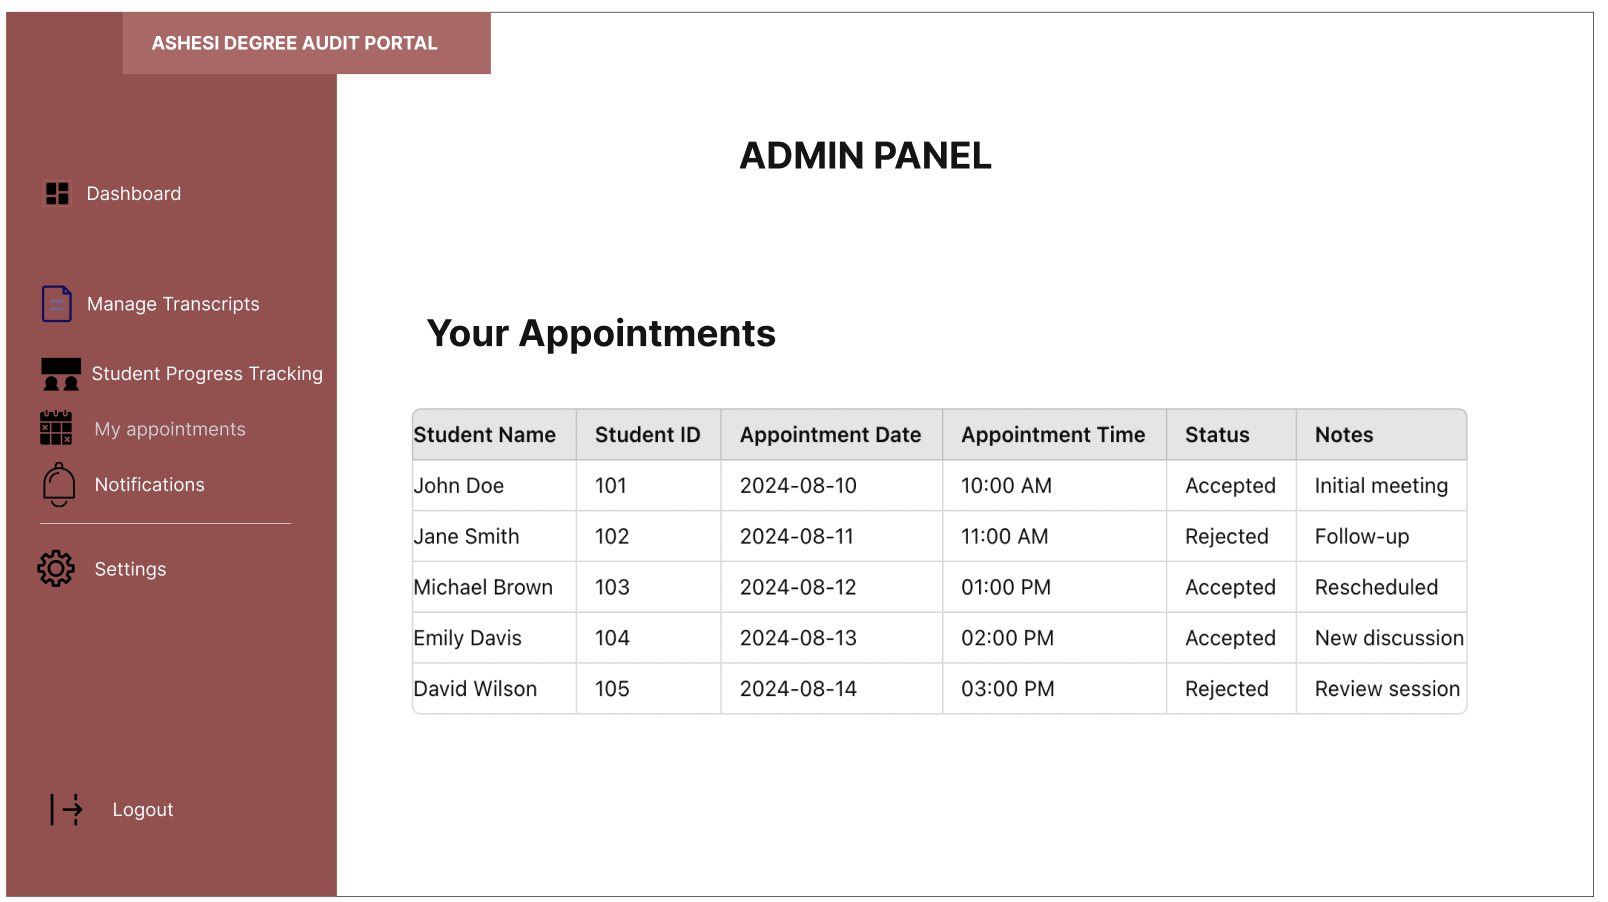 ASHESI DEGREE AUDIT PORTAL
Dashboard
Manage Transcripts
Student Progress Tracking
My appointments
Notifications
Settings
Logout
ADMIN PANEL
Your Appointments
Student Name Student ID Appointment Date Appointment Time Status Notes
John Doe 101 2024-08-10 10:00 AM Accepted Initial meeting
Jane Smith 102 2024-08-11 11:00 AM Rejected Follow-up
Michael Brown 103 2024-08-12 01:00 PM Accepted Rescheduled
Emily Davis 104 2024-08-13 02:00 PM Accepted New discussion
David Wilson 105 2024-08-14 03:00 PM Rejected Review session